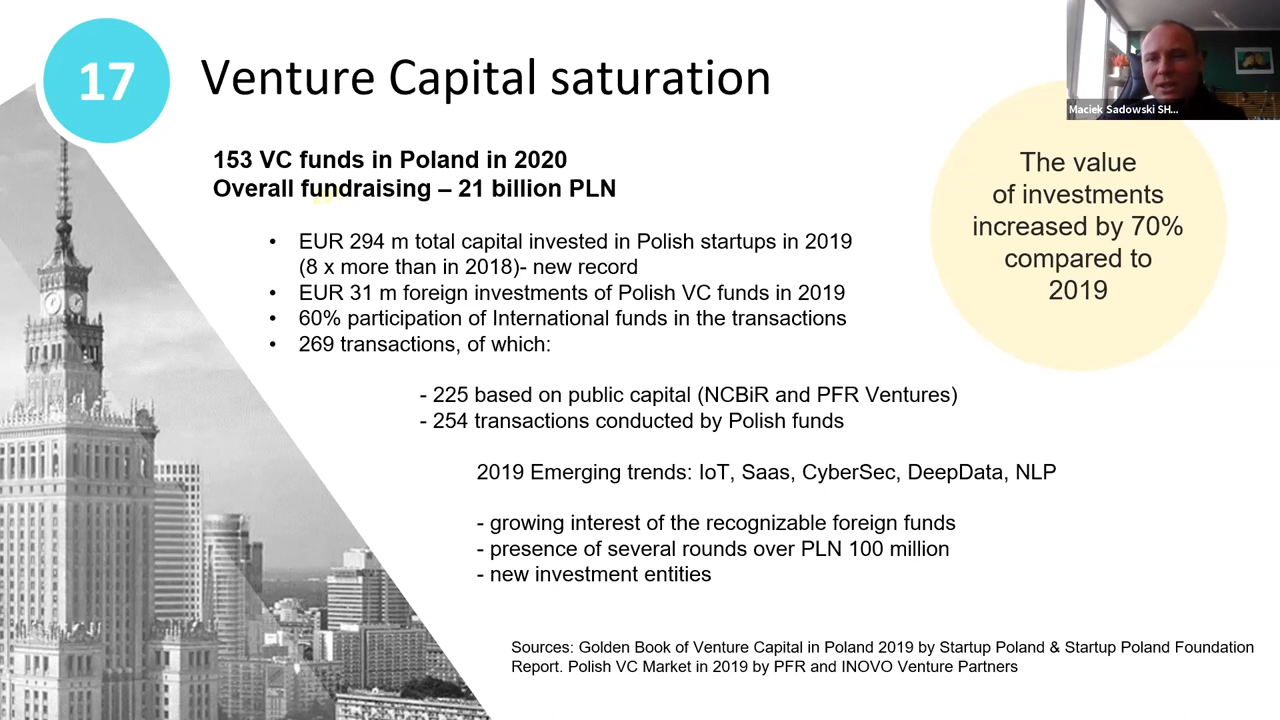 17
Venture Capital saturation
Maciek Sadowski SH...
153 VC funds in Poland in 2020
Overall fundraising – 21 billion PLN
The value
of investments
increased by 70%
compared to
2019
• EUR 294 m total capital invested in Polish startups in 2019
(8 x more than in 2018)- new record
• EUR 31 m foreign investments of Polish VC funds in 2019
• 60% participation of International funds in the transactions
• 269 transactions, of which:
- 225 based on public capital (NCBiR and PFR Ventures)
- 254 transactions conducted by Polish funds
2019 Emerging trends: IoT, Saas, CyberSec, DeepData, NLP
- growing interest of the recognizable foreign funds
- presence of several rounds over PLN 100 million
- new investment entities
Sources: Golden Book of Venture Capital in Poland 2019 by Startup Poland & Startup Poland Foundation
Report. Polish VC Market in 2019 by PFR and INOVO Venture Partners